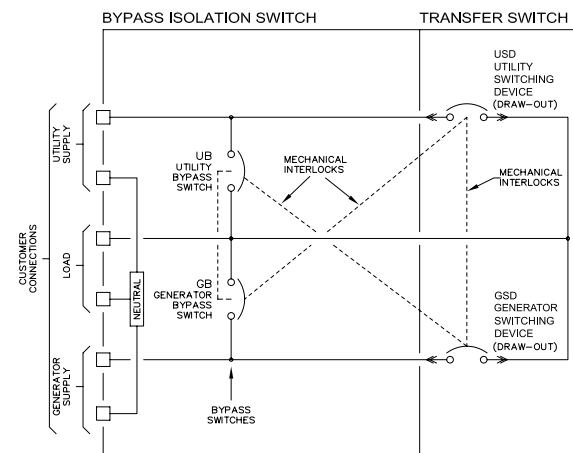 BYPASS ISOLATION SWITCH
TRANSFER SWITCH
USD
UTILITY
SWITCHING
DEVICE
(DRAW-OUT)
UB
UTILITY
BYPASS
SWITCH
MECHANICAL
INTERLOCKS
MECHANICAL
INTERLOCKS
CUSTOMER
CONNECTIONS
UTILITY
SUPPLY
LOAD
NEUTRAL
GENERATOR
SUPPLY
GB
GENERATOR
BYPASS
SWITCH
GSD
GENERATOR
SWITCHING
DEVICE
(DRAW-OUT)
BYPASS
SWITCHES